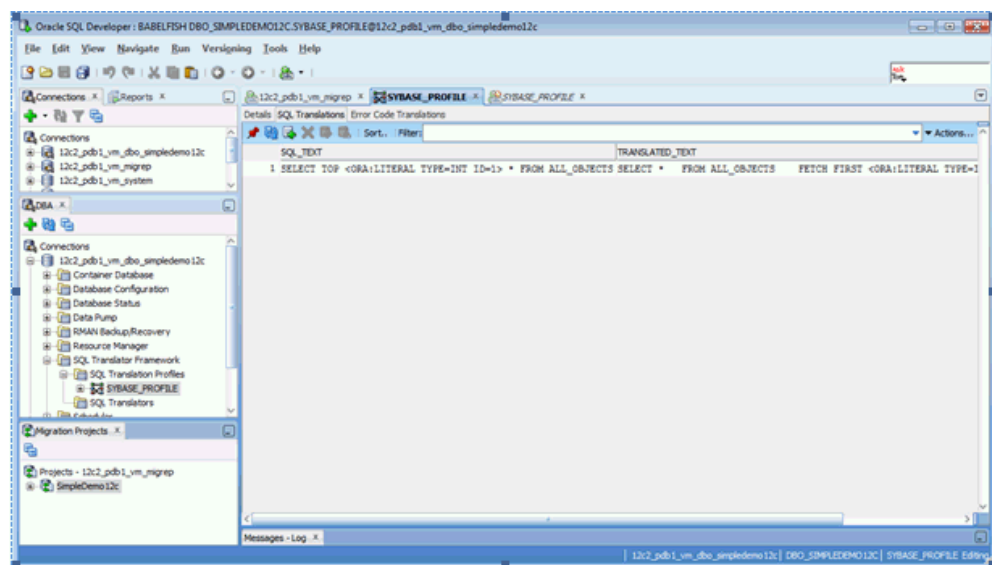 Oracle SQL Developer : BABELFISH DBO_SIMPLEDEMO12C.SYBASE_PROFILE@12c2_pdb1_vm_dbo_simpledemo12c
File Edit View Navigate Run Versioning Tools Help
Connections
Reports
12c2_pdb1_vm_migrep
SYBASE_PROFILE
SYBASE_PROFILE
Details SQL Translations Error Code Translations
Sort.. Filter: Actions...
Connections
12c2_pdb1_vm_dbo_simpledemo12c
12c2_pdb1_vm_migrep
12c2_pdb1_vm_system
SQL_TEXT TRANSLATED_TEXT
1 SELECT TOP <ORA:LITERAL TYPE=INT ID=1> * FROM ALL_OBJECTS SELECT * FROM ALL_OBJECTS FETCH FIRST <ORA:LITERAL TYPE=I
DBA
Connections
12c2_pdb1_vm_dbo_simpledemo12c
Container Database
Database Configuration
Database Status
Data Pump
RMAN Backup/Recovery
Resource Manager
SQL Translator Framework
SQL Translation Profiles
SYBASE_PROFILE
SQL Translators
Scheduler
Migration Projects
Projects - 12c2_pdb1_vm_migrep
SimpleDemo12c
Messages - Log
12c2_pdb1_vm_dbo_simpledemo12c | DBO_SIMPLEDEMO12C | SYBASE_PROFILE Editing